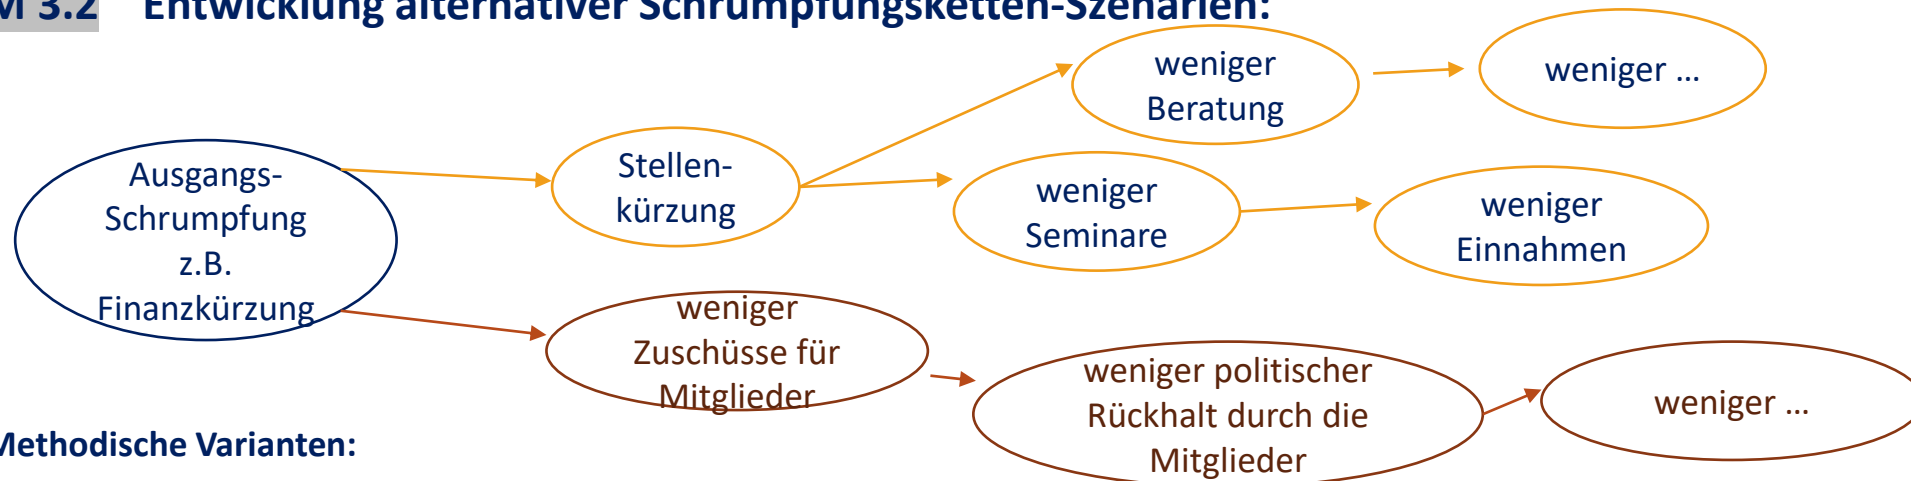 M 3.2 Entwicklung alternativer Schrumpfungsketten-Szenarien:
weniger
Beratung
weniger ...
Ausgangs-
Schrumpfung
z.B.
Finanzkürzung
Stellen-
kürzung
weniger
Seminare
weniger
Einnahmen
weniger
Zuschüsse für
Mitglieder
weniger politischer
Rückhalt durch die
Mitglieder
weniger ...
Methodische Varianten: